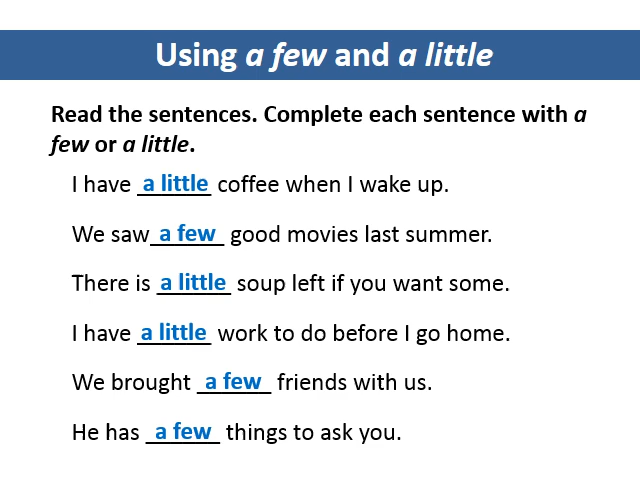 Using a few and a little
Read the sentences. Complete each sentence with a
few or a little.
I have a little coffee when I wake up.
We saw a few good movies last summer.
There is a little soup left if you want some.
I have a little work to do before I go home.
We brought a few friends with us.
He has a few things to ask you.